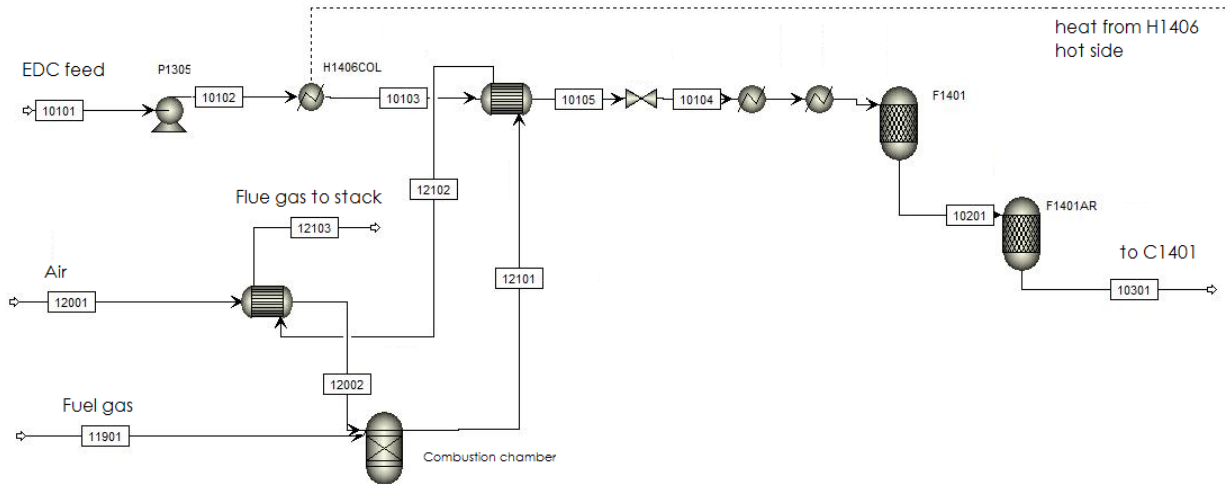 heat from H1406
hot side
EDC feed
P1305
H1406COL
10101
10102
10103
10105
10104
F1401
12102
Flue gas to stack
12103
10201
F1401AR
Air
12001
12101
to C1401
10301
12002
Fuel gas
11901
Combustion chamber